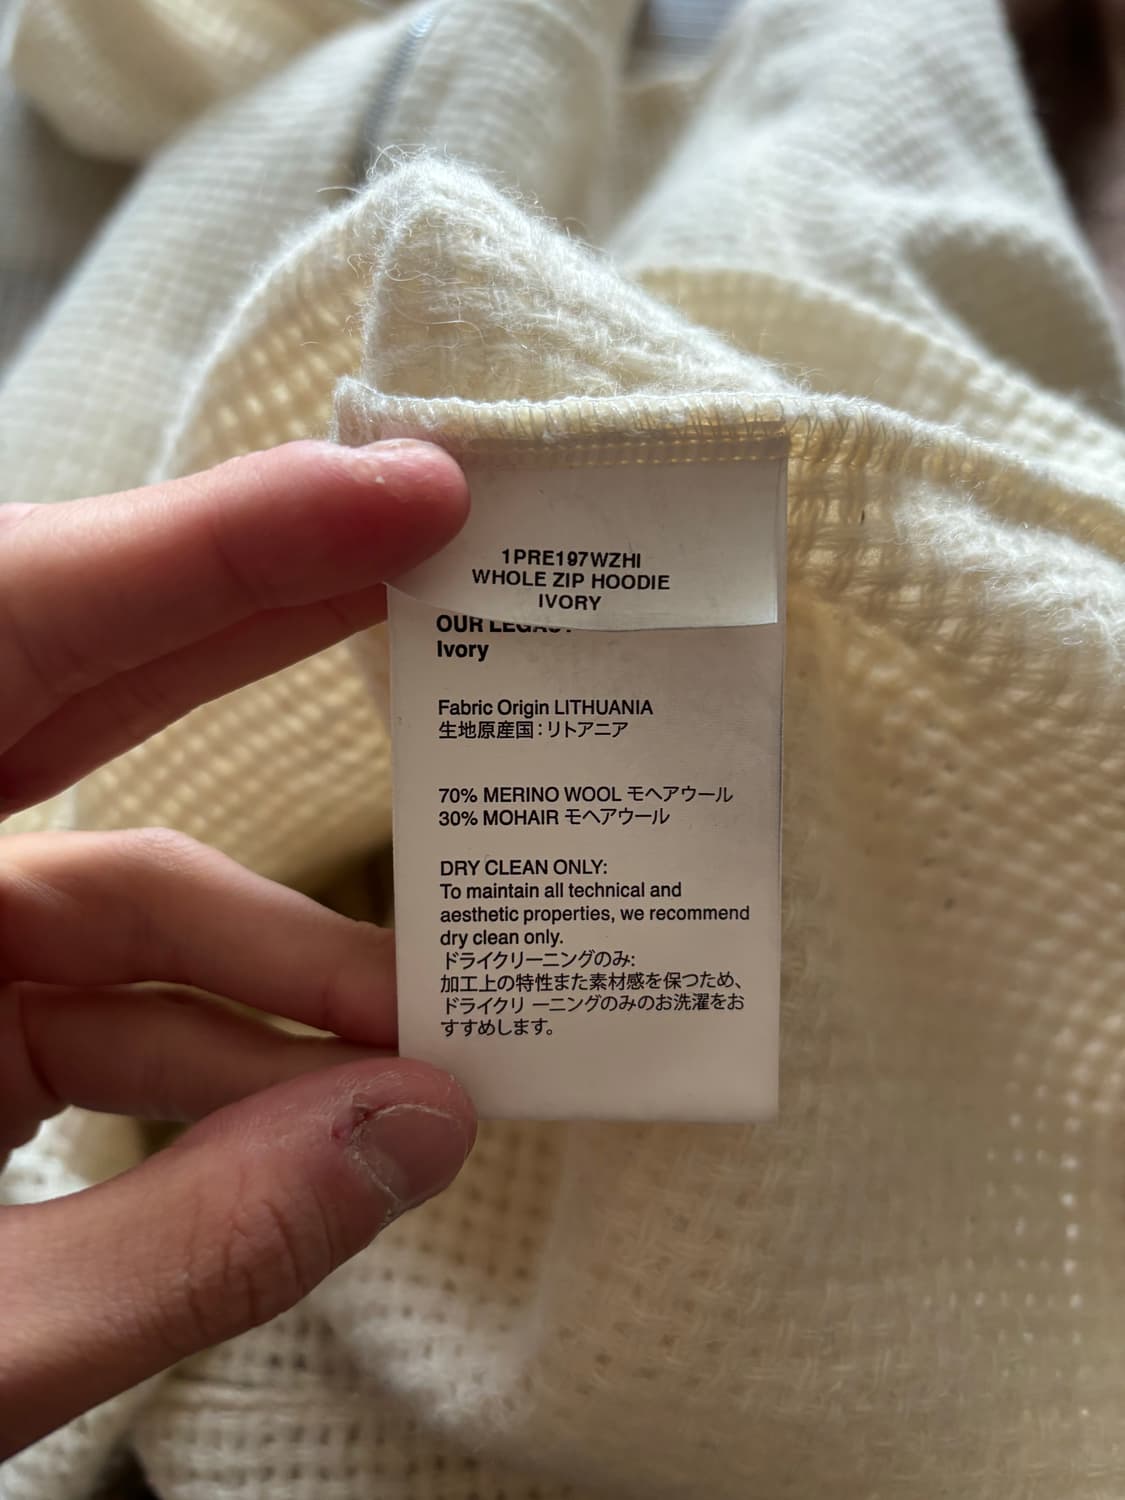 1PRE197WZHI
WHOLE ZIP HOODIE
IVORY
OUR
Ivory
Fabric Origin LITHUANIA
生地原産国：リトアニア
70% MERINO WOOL モヘアウール
30% MOHAIR モヘアウール
DRY CLEAN ONLY:
To maintain all technical and
aesthetic properties, we recommend
dry clean only.
ドライクリーニングのみ:
加工上の特性また素材感を保つため、
ドライクリ ーニングのみのお洗濯をお
すすめします。